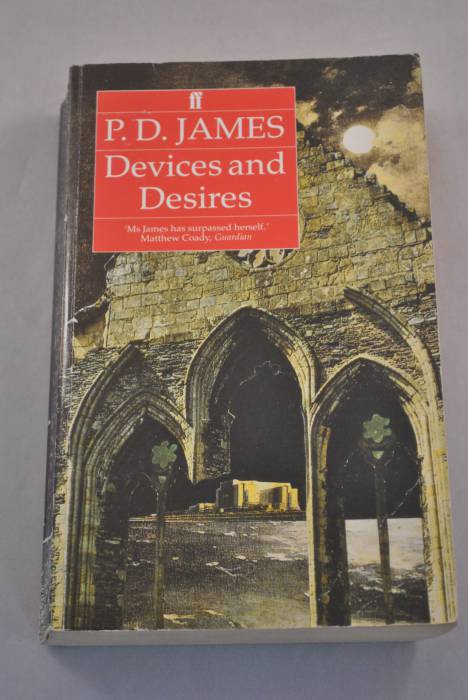 ff
P. D. JAMES
Devices and
Desires
'Ms James has surpassed herself.'
Matthew Coady, Guardian